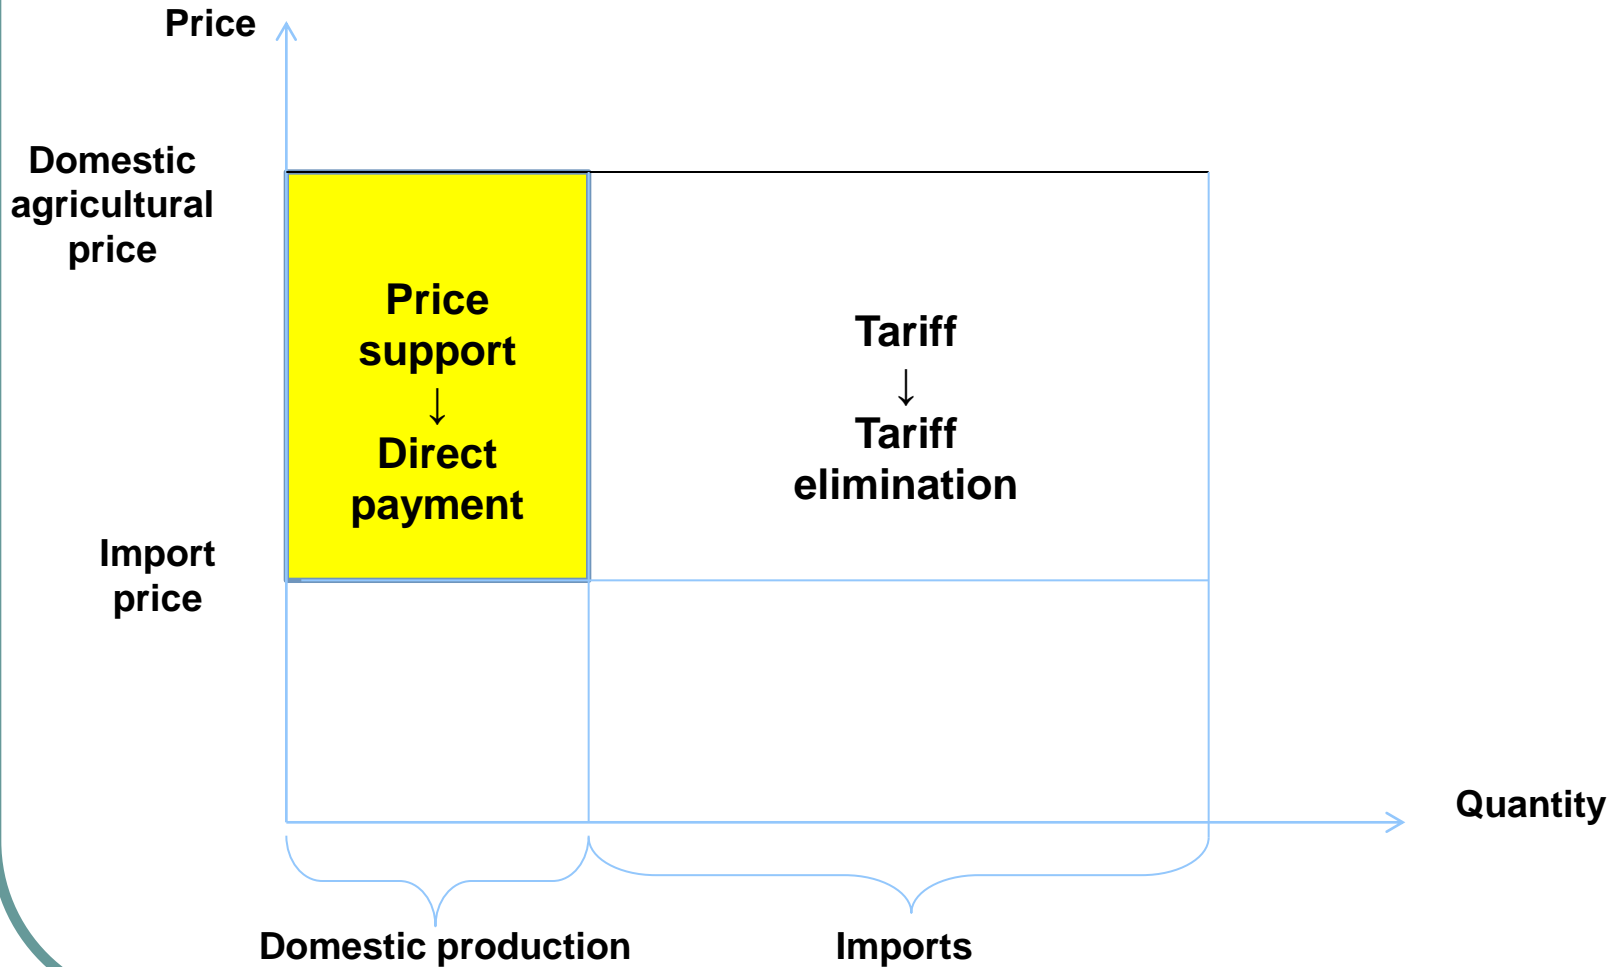 Price
Domestic
agricultural
price
Price
support
↓
Direct
payment
Tariff
↓
Tariff
elimination
Import
price
Quantity
Domestic production
Imports